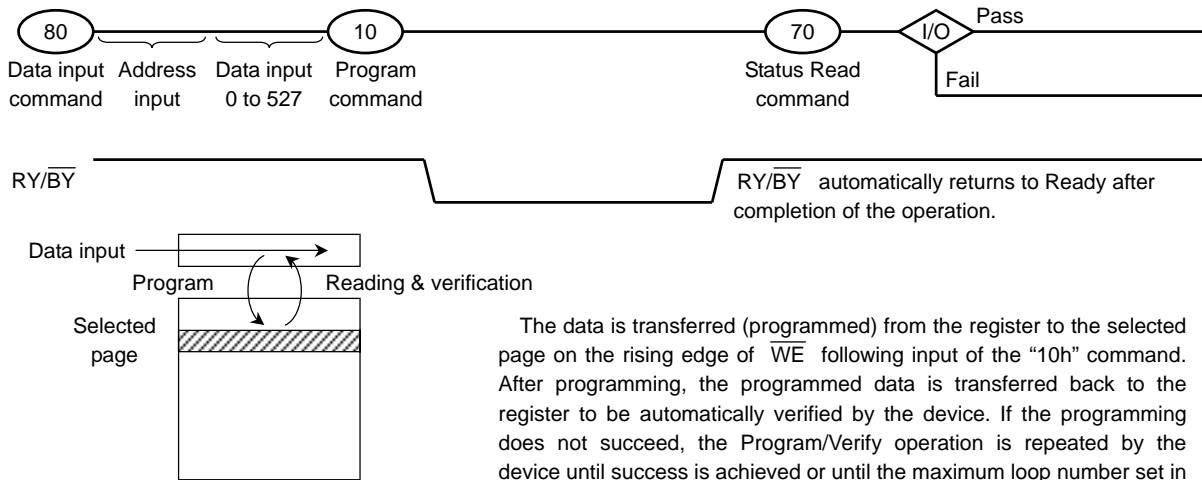 80 10 70 I/O Pass
Data input Address Data input Program Status Read
command input 0 to 527 command command Fail
RY/BY RY/BY automatically returns to Ready after
completion of the operation.
Data input
Program Reading & verification
Selected
page
The data is transferred (programmed) from the register to the selected
page on the rising edge of WE following input of the “10h” command.
After programming, the programmed data is transferred back to the
register to be automatically verified by the device. If the programming
does not succeed, the Program/Verify operation is repeated by the
device until success is achieved or until the maximum loop number set in